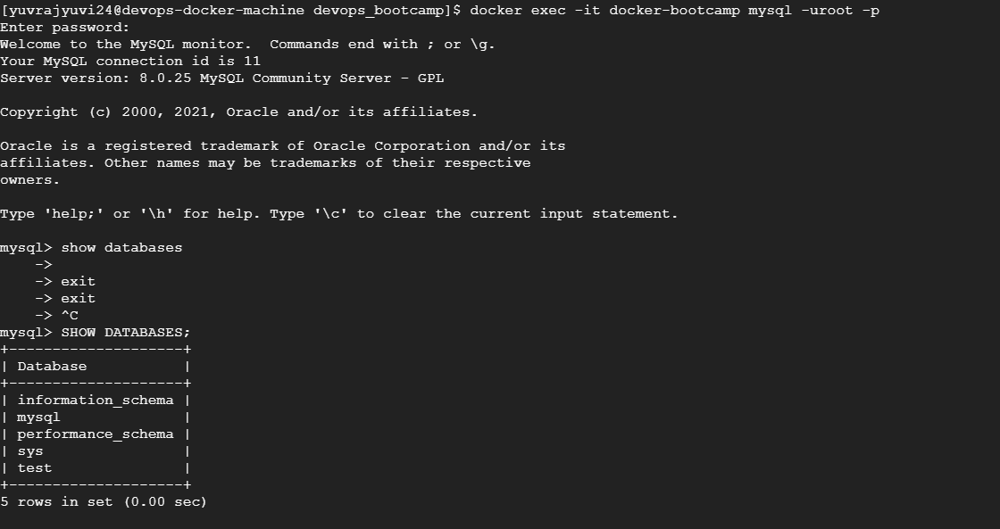 [yuvrajyuvi24@devops-docker-machine devops_bootcamp]$ docker exec -it docker-bootcamp mysql -uroot -p
Enter password:
Welcome to the MySQL monitor.  Commands end with ; or \g.
Your MySQL connection id is 11
Server version: 8.0.25 MySQL Community Server - GPL

Copyright (c) 2000, 2021, Oracle and/or its affiliates.

Oracle is a registered trademark of Oracle Corporation and/or its
affiliates. Other names may be trademarks of their respective
owners.

Type 'help;' or '\h' for help. Type '\c' to clear the current input statement.

mysql> show databases
    ->
    -> exit
    -> exit
    -> ^C
mysql> SHOW DATABASES;
+--------------------+
| Database           |
+--------------------+
| information_schema |
| mysql              |
| performance_schema |
| sys                |
| test               |
+--------------------+
5 rows in set (0.00 sec)